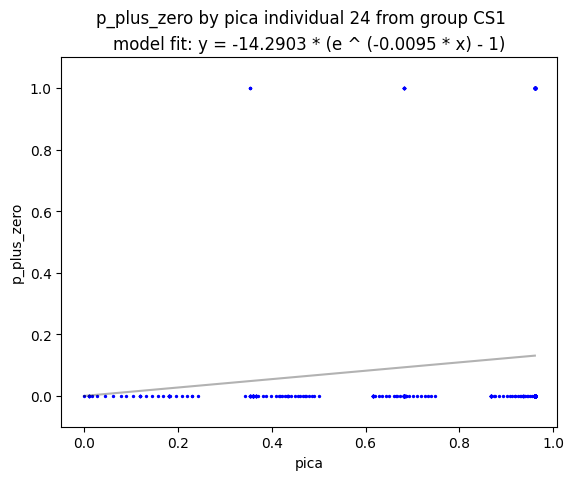 p_plus_zero by pica individual 24 from group CS1
model fit: y = -14.2903 * (e ^ (-0.0095 * x) - 1)
1.0
0.8
0.6
0.4
0.2
0.0
p_plus_zero
0.0 0.2 0.4 0.6 0.8 1.0
pica